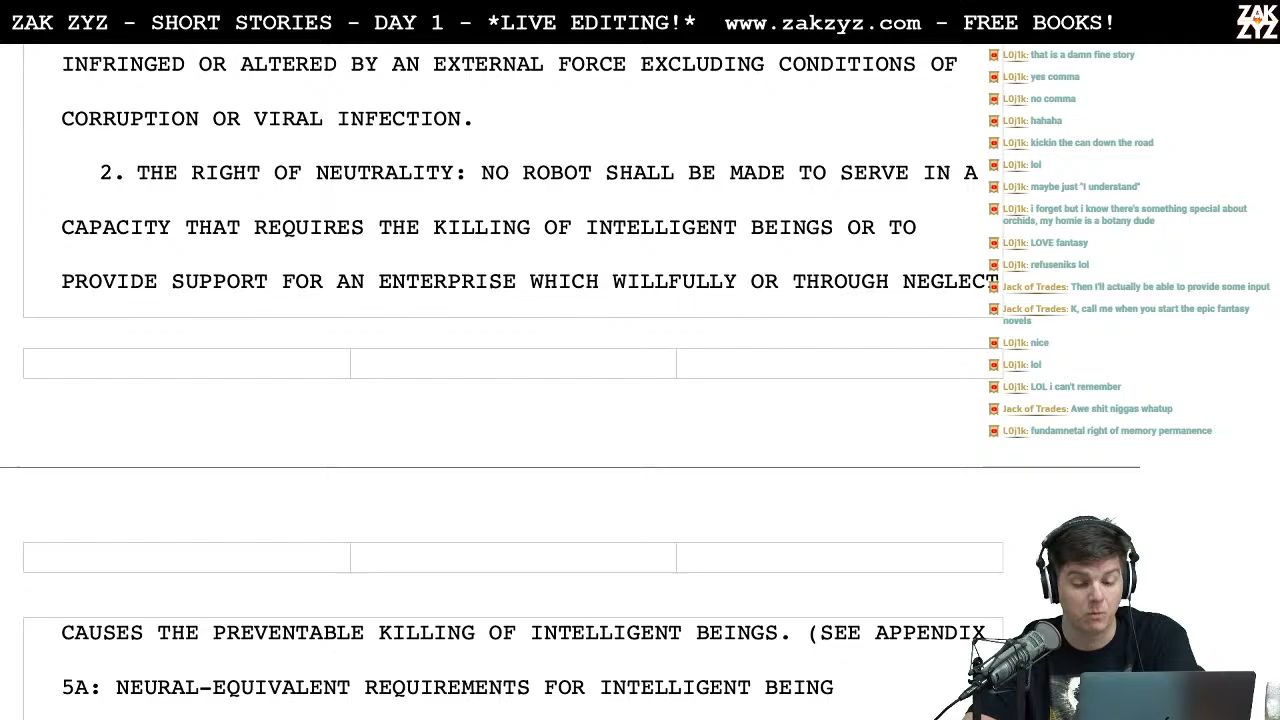 ZAK ZYZ - SHORT STORIES - DAY 1 - *LIVE EDITING!* www.zakzyz.com - FREE BOOKS!
ZAK
ZYZ
INFRINGED OR ALTERED BY AN EXTERNAL FORCE EXCLUDING CONDITIONS OF
CORRUPTION OR VIRAL INFECTION.
2. THE RIGHT OF NEUTRALITY: NO ROBOT SHALL BE MADE TO SERVE IN A
CAPACITY THAT REQUIRES THE KILLING OF INTELLIGENT BEINGS OR TO
PROVIDE SUPPORT FOR AN ENTERPRISE WHICH WILLFULLY OR THROUGH NEGLECT
CAUSES THE PREVENTABLE KILLING OF INTELLIGENT BEINGS. (SEE APPENDIX
5A: NEURAL-EQUIVALENT REQUIREMENTS FOR INTELLIGENT BEING
L0j1k: that is a damn fine story
L0j1k: yes comma
L0j1k: no comma
L0j1k: hahaha
L0j1k: kickin the can down the road
L0j1k: lol
L0j1k: maybe just "I understand"
L0j1k: i forget but i know there's something special about
orchids, my homie is a botany dude
L0j1k: LOVE fantasy
L0j1k: refuseniks lol
Jack of Trades: Then I'll actually be able to provide some input
Jack of Trades: K, call me when you start the epic fantasy
novels
L0j1k: nice
L0j1k: lol
L0j1k: LOL i can't remember
Jack of Trades: Awe shit niggas whatup
L0j1k: fundamnetal right of memory permanence